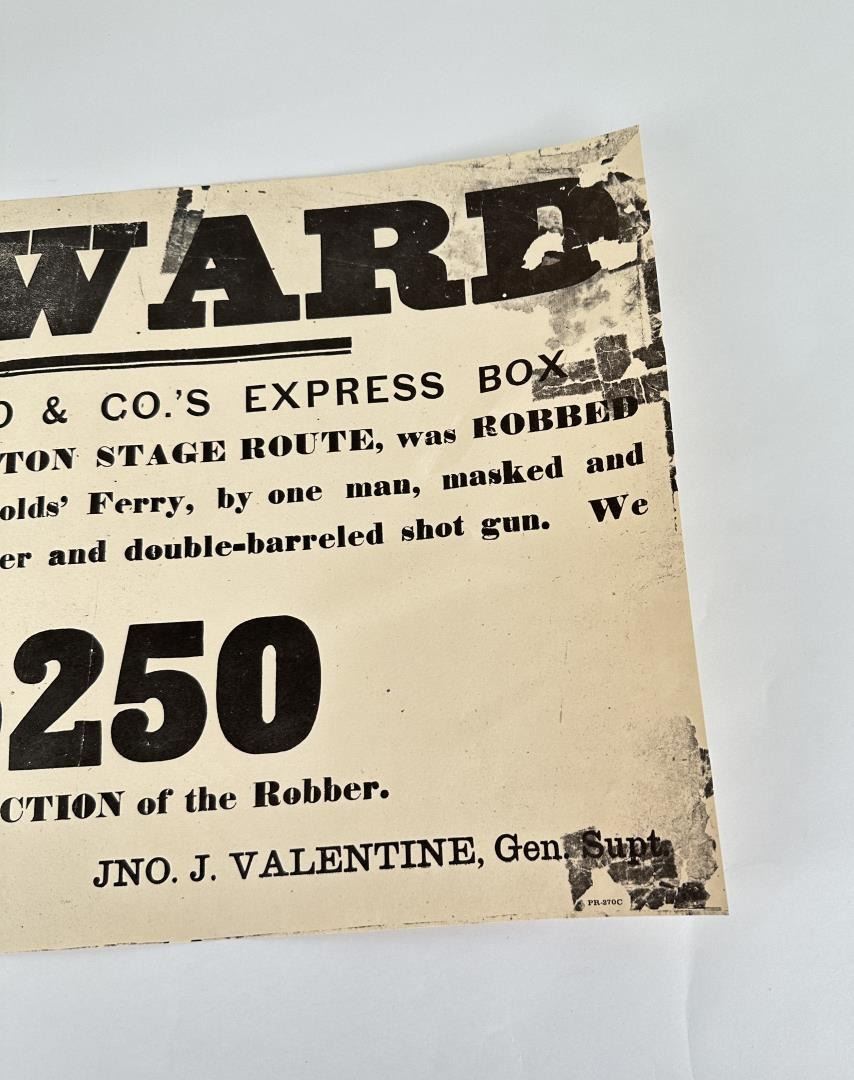 WARD
O & CO.'S EXPRESS BOX
TON STAGE ROUTE, was ROBBED
olds' Ferry, by one man, masked and
er and double-barreled shot gun. We
250
CTION of the Robber.
JNO. J. VALENTINE, Gen. Supt.
PR-270C